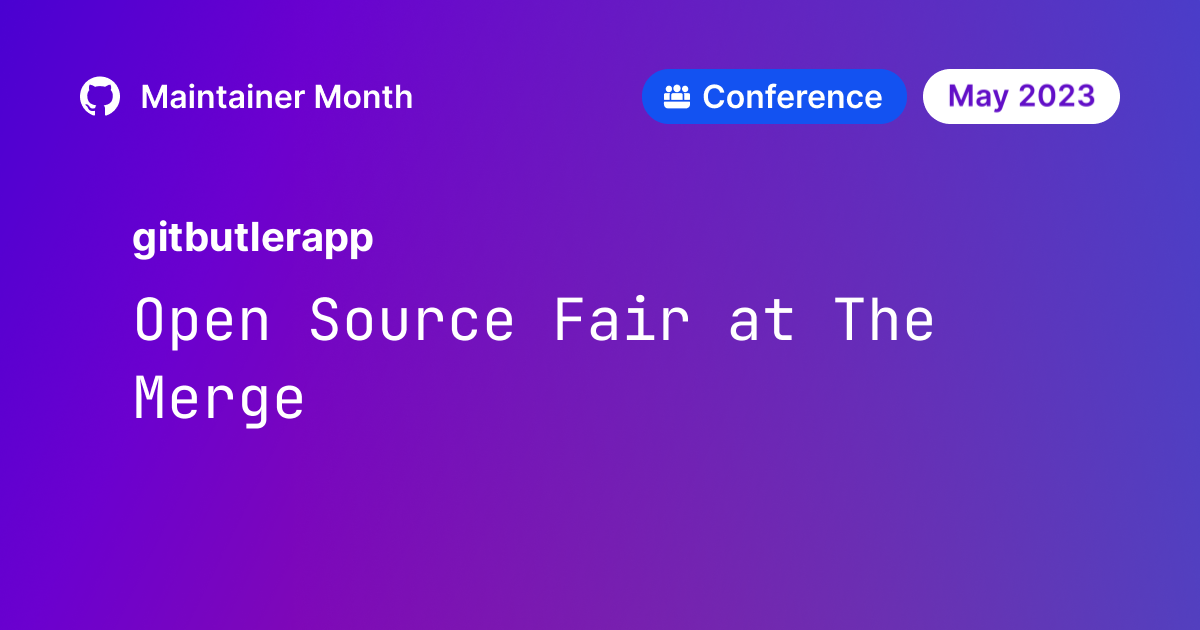 Maintainer Month
Conference
May 2023
gitbutlerapp
Open Source Fair at The
Merge